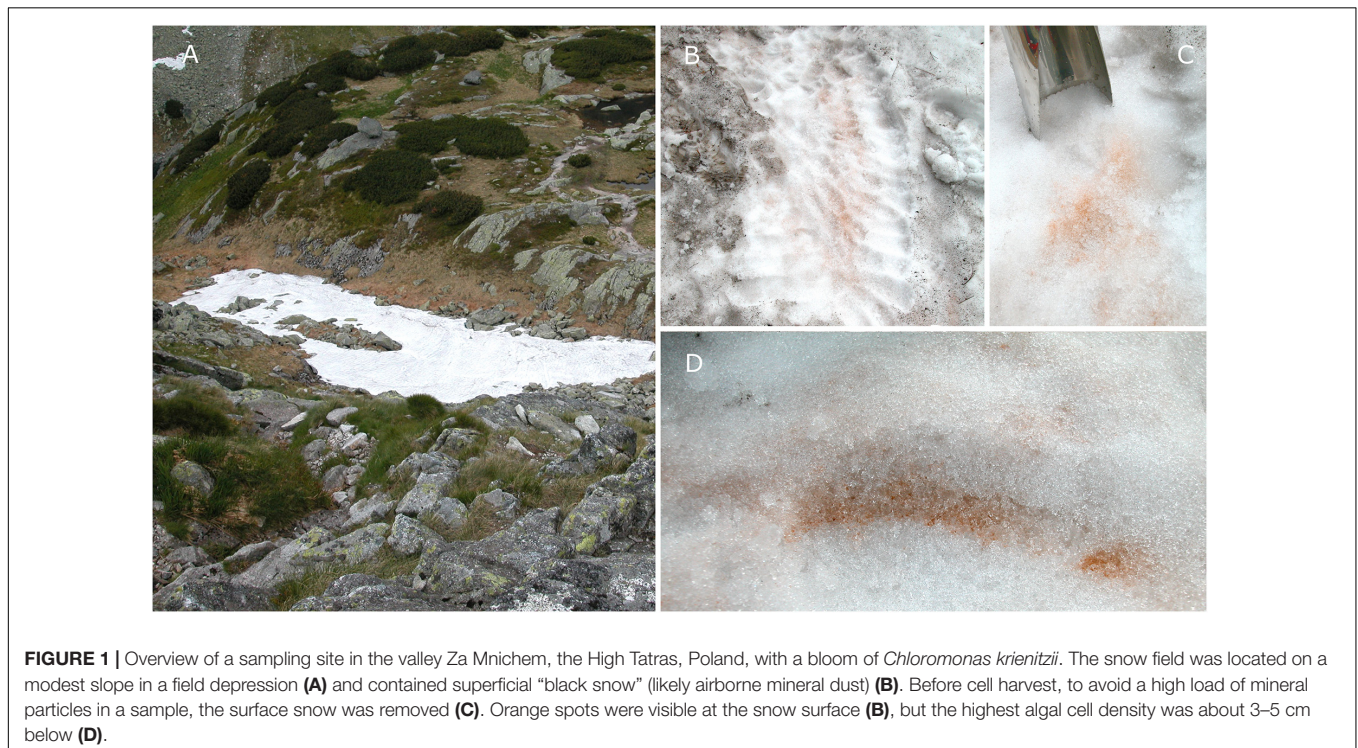 A
B
C
D
FIGURE 1 | Overview of a sampling site in the valley Za Mnichem, the High Tatras, Poland, with a bloom of Chloromonas krienitzii. The snow field was located on a
modest slope in a field depression (A) and contained superficial “black snow” (likely airborne mineral dust) (B). Before cell harvest, to avoid a high load of mineral
particles in a sample, the surface snow was removed (C). Orange spots were visible at the snow surface (B), but the highest algal cell density was about 3–5 cm
below (D).